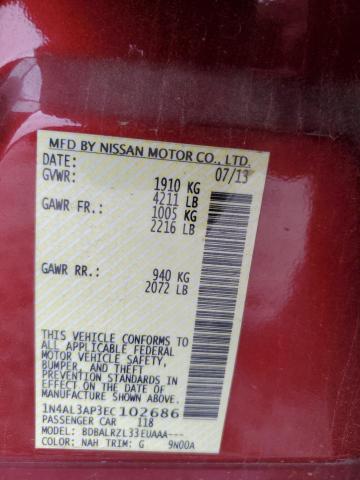 MFD BY NISSAN MOTOR CO., LTD.
DATE: 07/13
GVWR: 1910 KG
4211 LB
GAWR FR.: 1005 KG
2216 LB
GAWR RR.: 940 KG
2072 LB
THIS VEHICLE CONFORMS TO
ALL APPLICABLE FEDERAL
MOTOR VEHICLE SAFETY,
BUMPER, AND THEFT
PREVENTION STANDARDS
IN EFFECT ON THE DATE OF
MANUFACTURE SHOWN ABOVE.
1N4AL3AP3EC102686
PASSENGER CAR 118
MODEL: BDBALRZL33EUAAA---
COLOR: NAH TRIM: G 9N00A